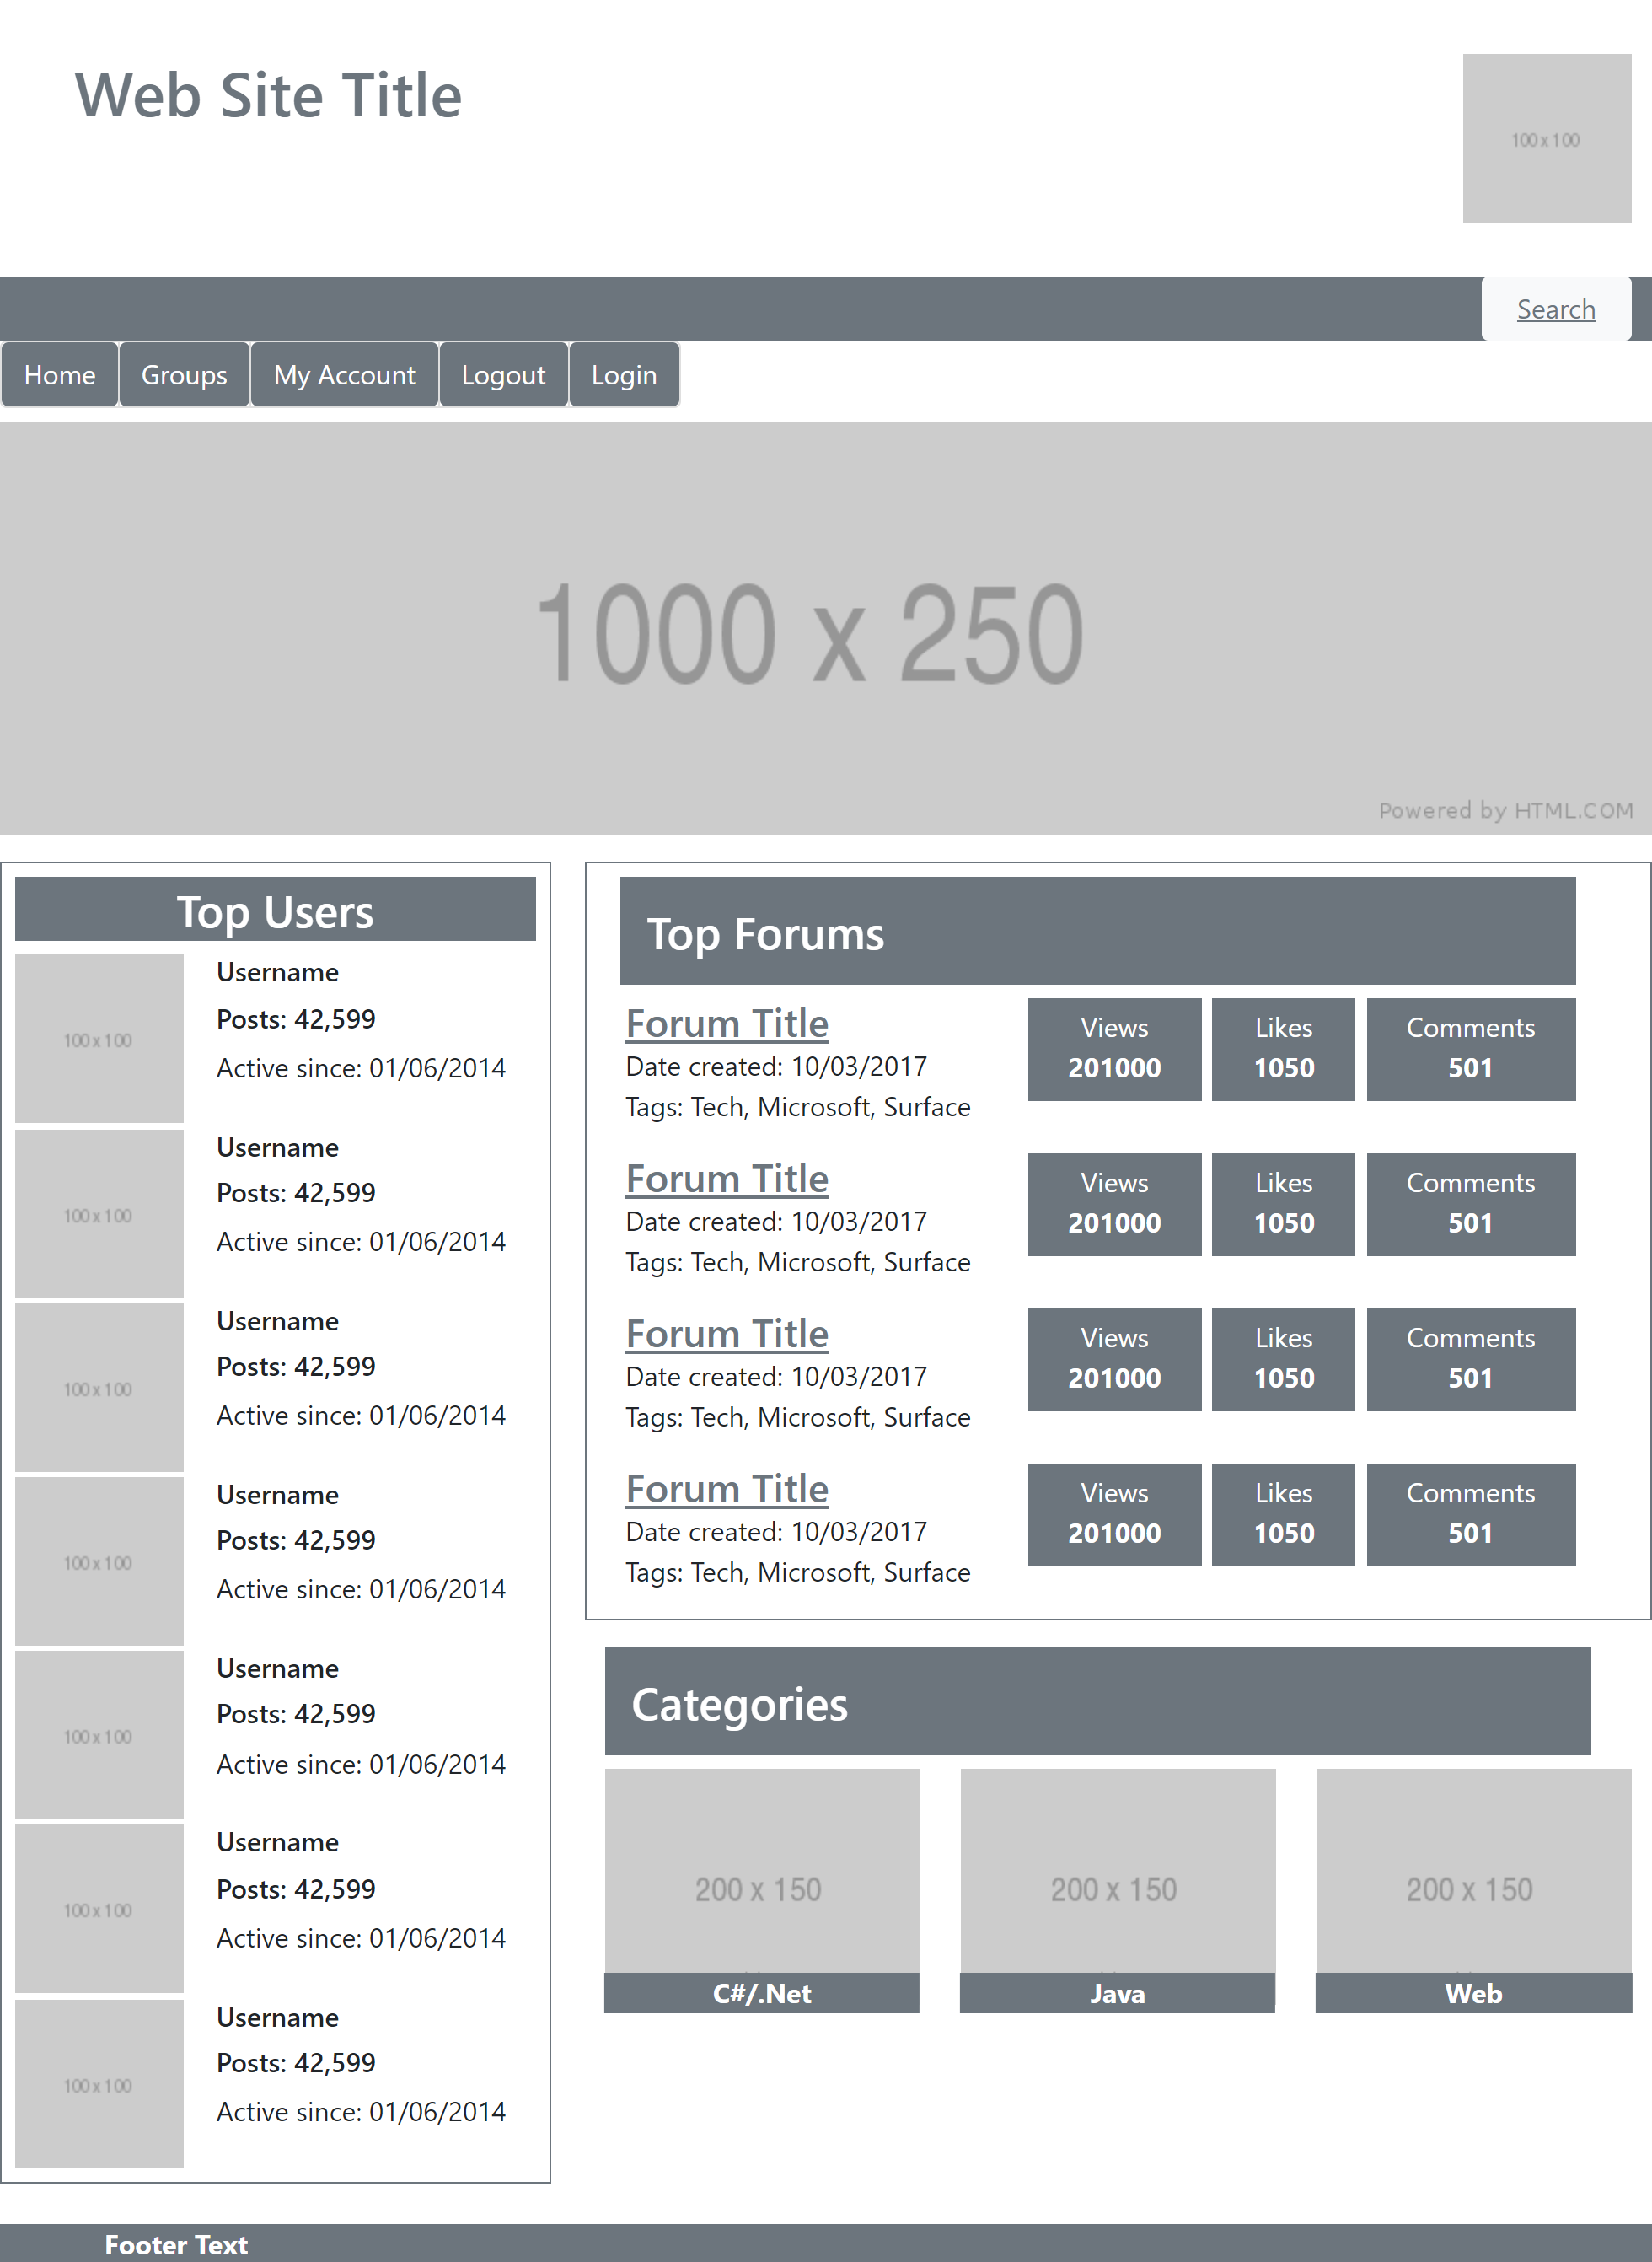 Web Site Title
100 x 100
Search
Home Groups My Account Logout Login
1000 x 250
Powered by HTML.COM
Top Users
100 x 100
Username
Posts: 42,599
Active since: 01/06/2014
100 x 100
Username
Posts: 42,599
Active since: 01/06/2014
100 x 100
Username
Posts: 42,599
Active since: 01/06/2014
100 x 100
Username
Posts: 42,599
Active since: 01/06/2014
100 x 100
Username
Posts: 42,599
Active since: 01/06/2014
100 x 100
Username
Posts: 42,599
Active since: 01/06/2014
100 x 100
Username
Posts: 42,599
Active since: 01/06/2014
Top Forums
Forum Title
Date created: 10/03/2017
Tags: Tech, Microsoft, Surface
Views Likes Comments
201000 1050 501
Forum Title
Date created: 10/03/2017
Tags: Tech, Microsoft, Surface
Views Likes Comments
201000 1050 501
Forum Title
Date created: 10/03/2017
Tags: Tech, Microsoft, Surface
Views Likes Comments
201000 1050 501
Forum Title
Date created: 10/03/2017
Tags: Tech, Microsoft, Surface
Views Likes Comments
201000 1050 501
Categories
200 x 150 200 x 150 200 x 150
C#/.Net Java Web
Footer Text